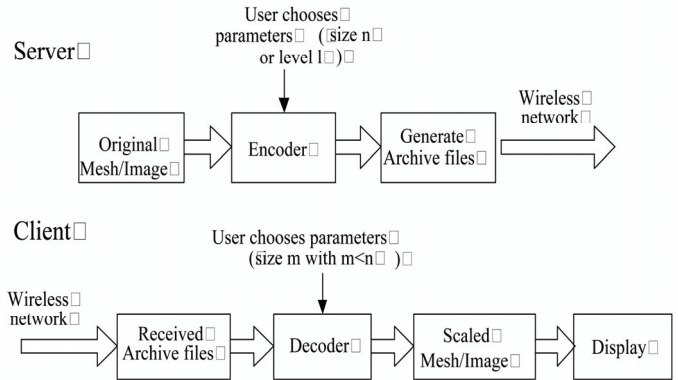 User chooses
parameters (size n
or level l )
Server
Wireless
network
Original
Mesh/Image
Encoder
Generate
Archive files
Client
User chooses parameters
(size m with m<n )
Wireless
network
Received
Archive files
Decoder
Scaled
Mesh/Image
Display